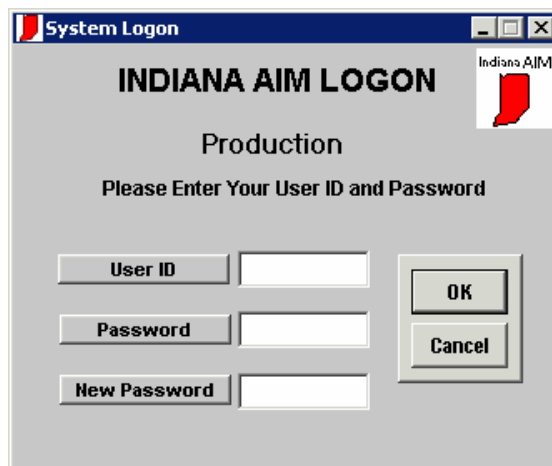 System Logon
INDIANA AIM LOGON
Indiana AIM
Production
Please Enter Your User ID and Password
User ID
OK
Password
Cancel
New Password